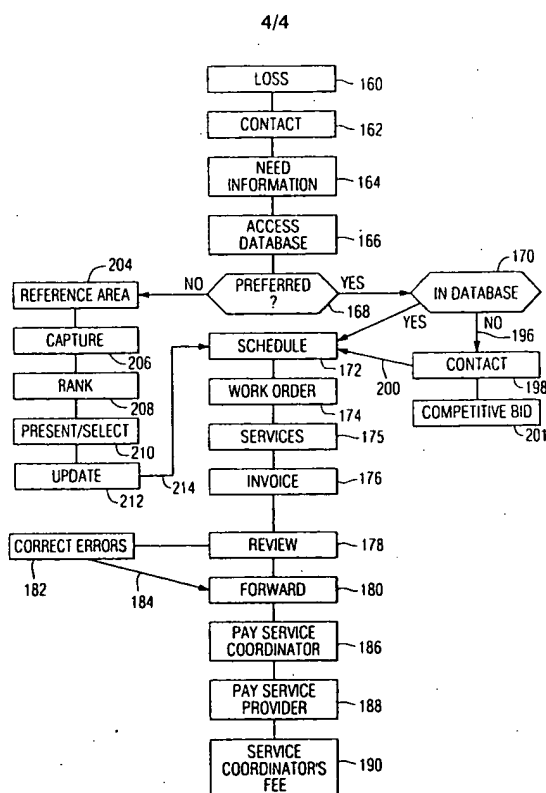 4/4
LOSS
160
CONTACT
162
NEED
INFORMATION
164
ACCESS
DATABASE
166
204
170
REFERENCE AREA
NO
PREFERRED
?
168
YES
IN DATABASE
YES
NO
196
CAPTURE
206
SCHEDULE
172
200
CONTACT
198
RANK
208
WORK ORDER
174
COMPETITIVE BID
201
PRESENT/SELECT
210
SERVICES
175
UPDATE
212
214
INVOICE
176
CORRECT ERRORS
182
184
REVIEW
178
FORWARD
180
PAY SERVICE
COORDINATOR
186
PAY SERVICE
PROVIDER
188
SERVICE
COORDINATOR'S
FEE
190